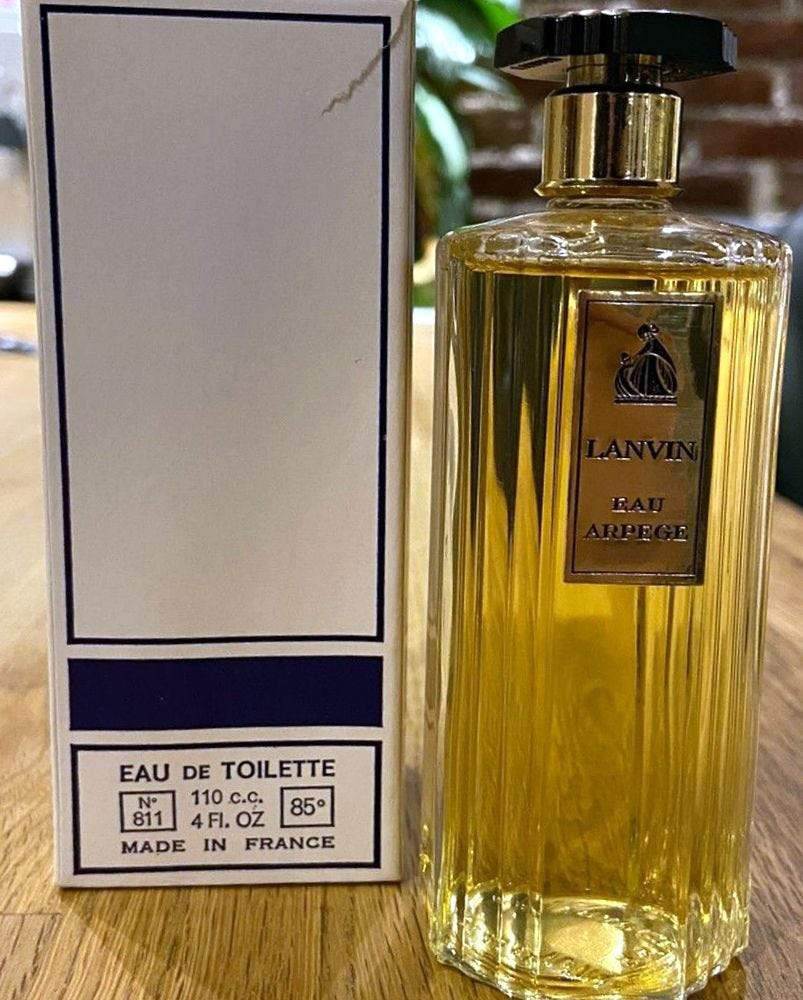 EAU DE TOILETTE
N° 811
110 c.c.
4 Fl. OZ
85°
MADE IN FRANCE
LANVIN
EAU
ARPEGE